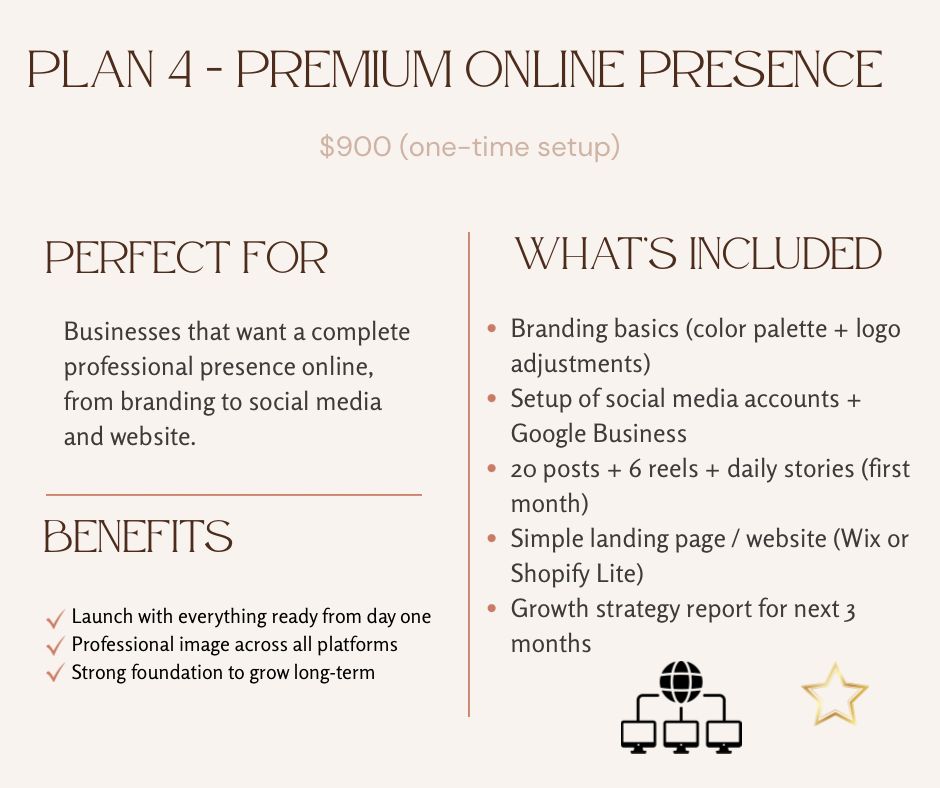 PLAN 4 - PREMIUM ONLINE PRESENCE
$900 (one-time setup)
PERFECT FOR
Businesses that want a complete
professional presence online,
from branding to social media
and website.
BENEFITS
Launch with everything ready from day one
Professional image across all platforms
Strong foundation to grow long-term
WHAT'S INCLUDED
• Branding basics (color palette + logo
adjustments)
• Setup of social media accounts +
Google Business
• 20 posts + 6 reels + daily stories (first
month)
• Simple landing page / website (Wix or
Shopify Lite)
• Growth strategy report for next 3
months